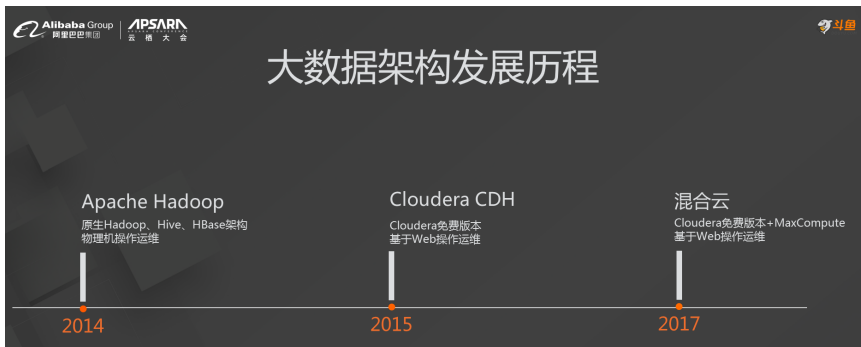 Alibaba Group
阿里巴巴集团
APSARA
APSARA CONFERENCE
云栖大会
斗鱼
大数据架构发展历程
Apache Hadoop
原生Hadoop、Hive、HBase架构
物理机操作运维
Cloudera CDH
Cloudera免费版本
基于Web操作运维
混合云
Cloudera免费版本+MaxCompute
基于Web操作运维
2014
2015
2017